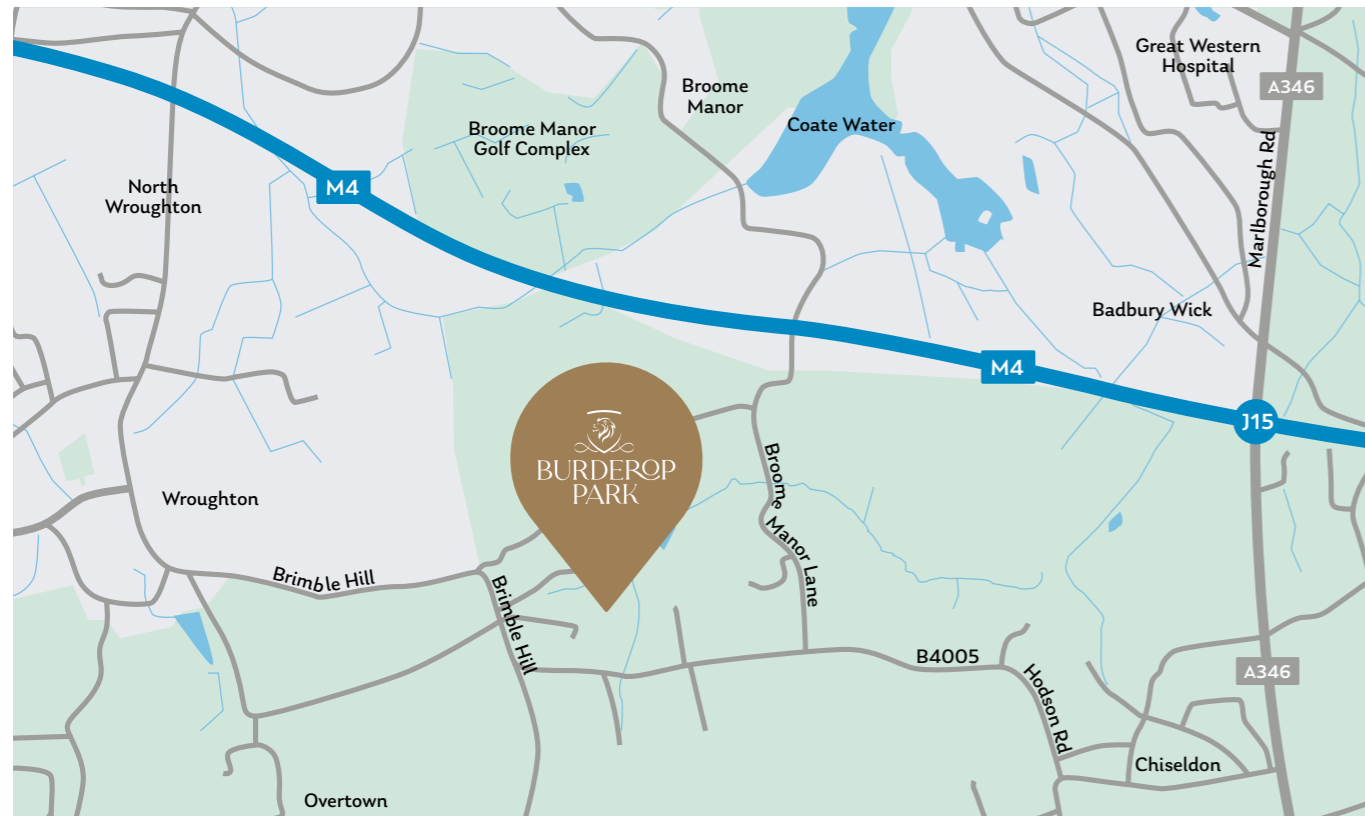 Great Western
Hospital
A346
Broome
Manor
Coate Water
Broome Manor
Golf Complex
Marlborough Rd
North
Wroughton
M4
Badbury Wick
M4
J15
BURDEROP
PARK
Broome Manor Lane
Wroughton
Brimble Hill
Brimble Hill
B4005
A346
Hodson Rd
Chiseldon
Overtown